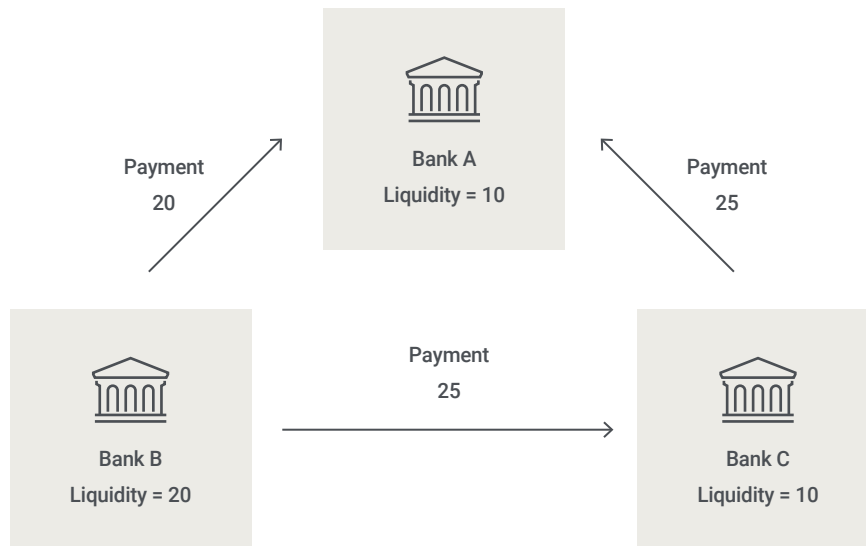 Bank A
Liquidity = 10
Payment
20
Payment
25
Payment
25
Bank B
Liquidity = 20
Bank C
Liquidity = 10